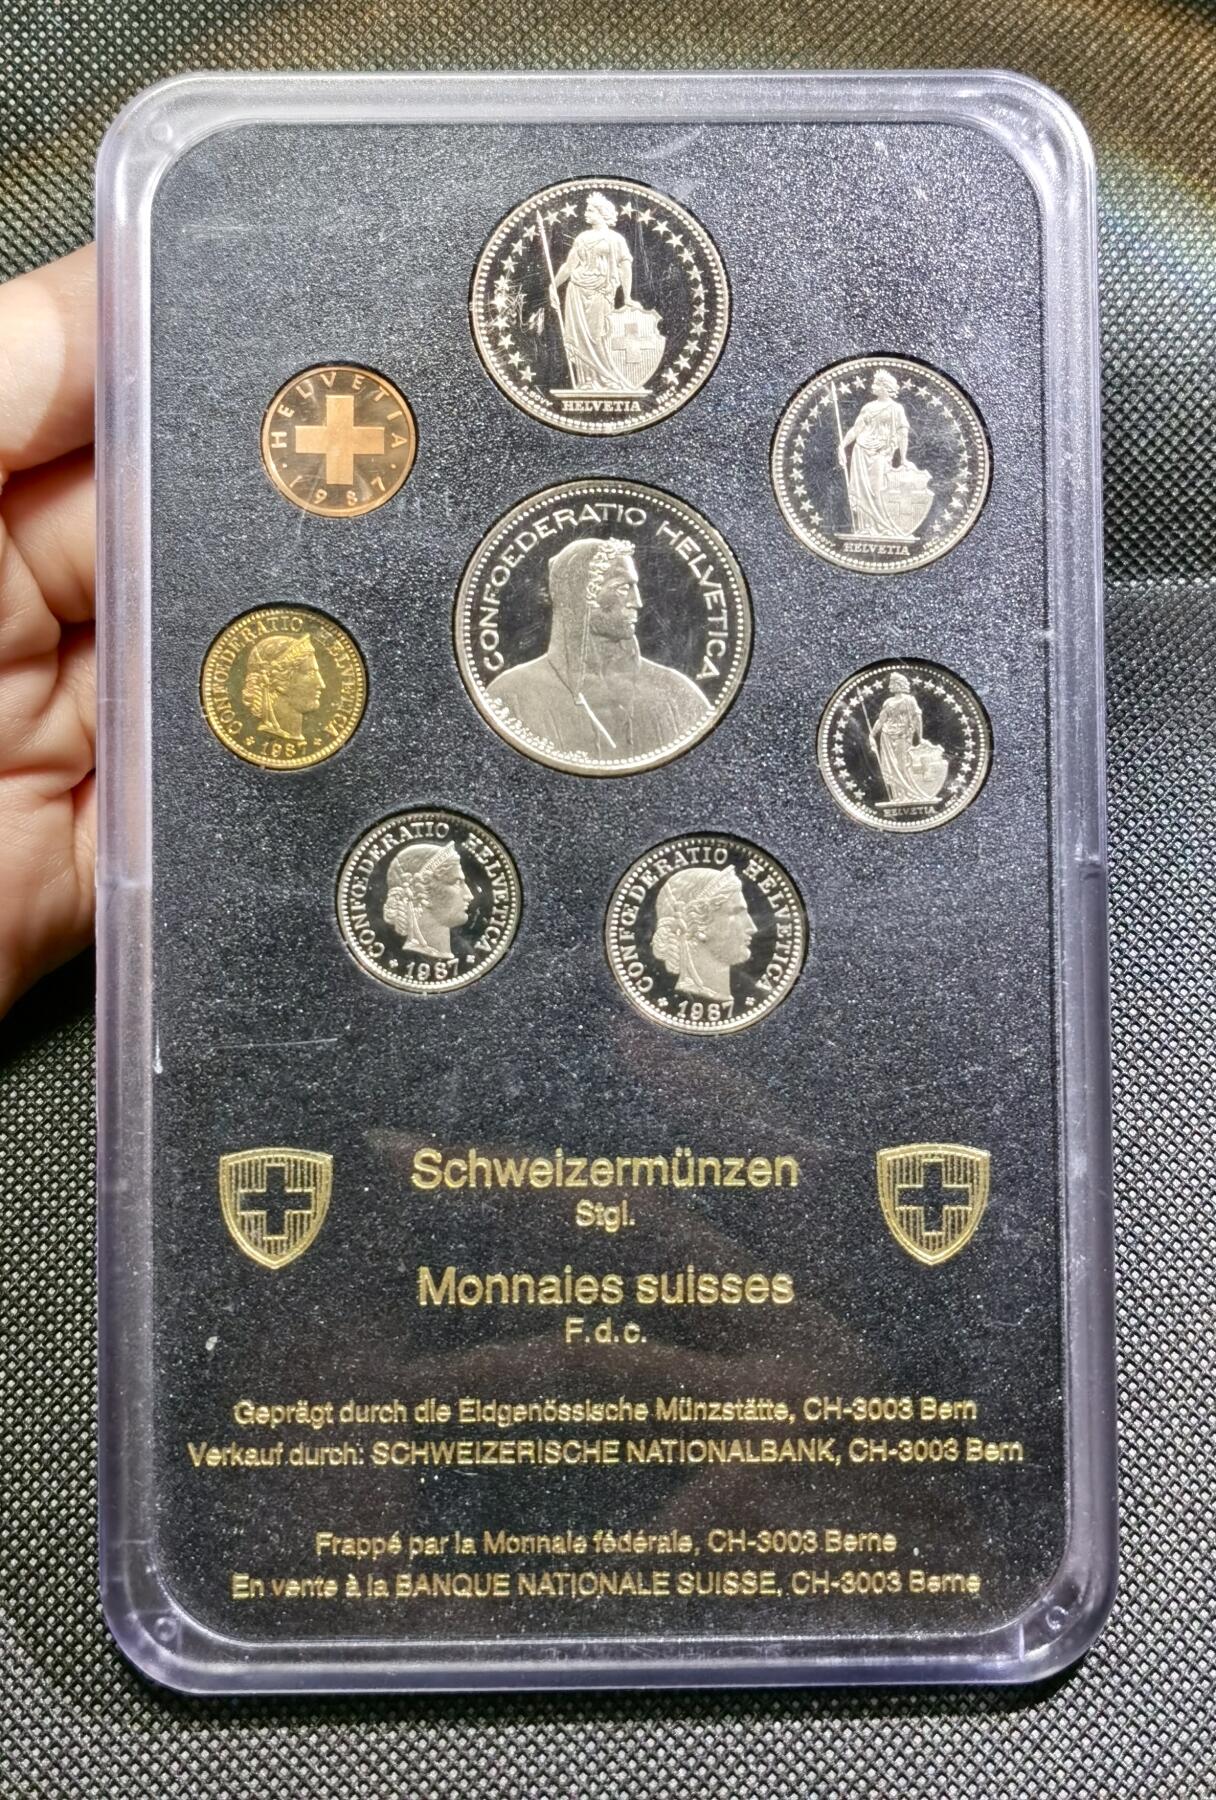 HELVETIA
HELVETIA
1987
HELVETIA
CONFOEDERATIO HELVETICA
CONFŒDERATIO HELVETICA
1987
HELVETIA
CONFŒDERATIO HELVETICA
1987
CONFŒDERATIO HELVETICA
1987
Schweizermünzen
Stgl.
Monnaies suisses
F.d.c.
Geprägt durch die Eidgenössische Münzstätte, CH-3003 Bern
Verkauf durch: SCHWEIZERISCHE NATIONALBANK, CH-3003 Bern
Frappé par la Monnaie fédérale, CH-3003 Berne
En vente à la BANQUE NATIONALE SUISSE, CH-3003 Berne